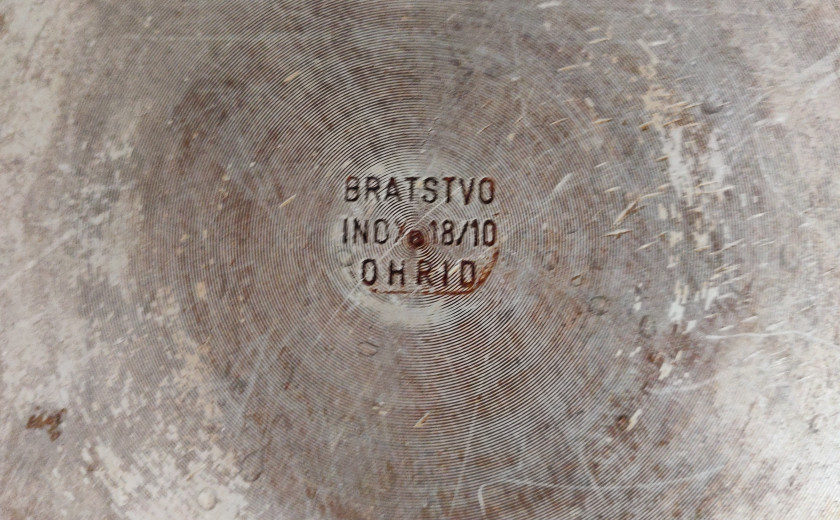 BRATSTVO
INOX 18/10
OHRID